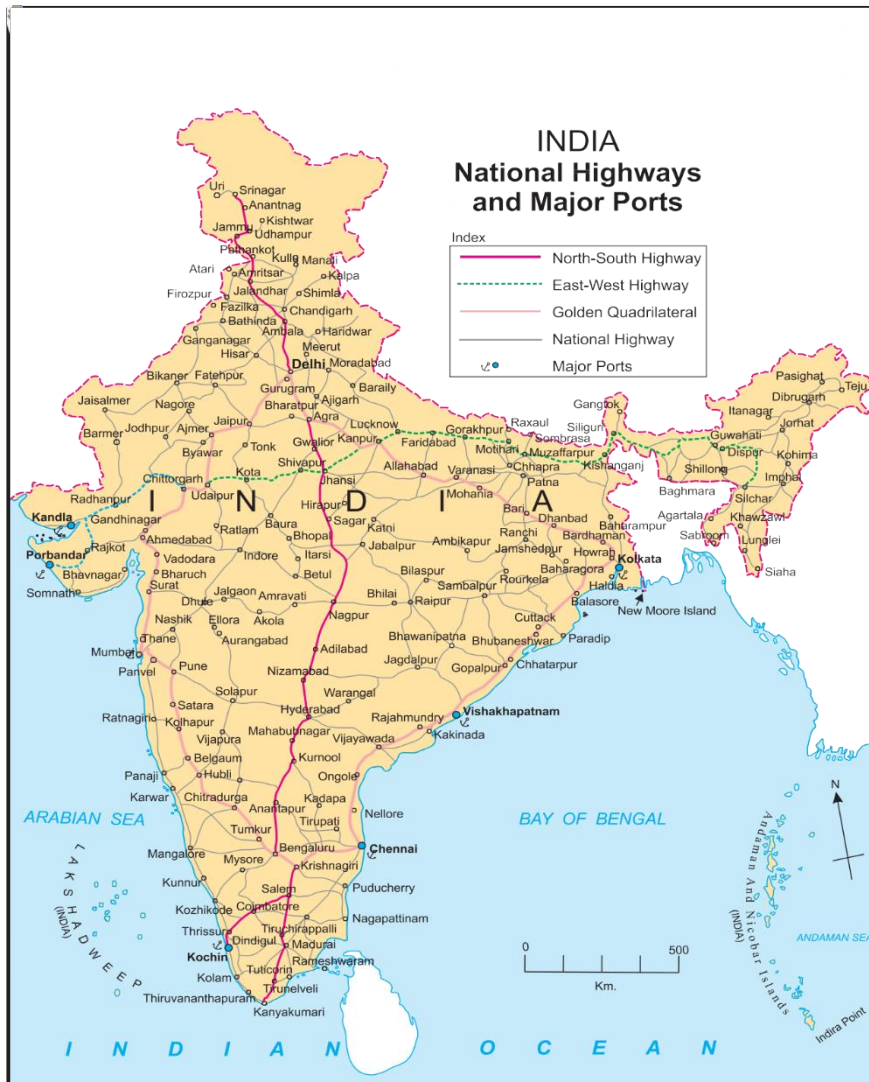 INDIA
National Highways
and Major Ports
Index
North-South Highway
East-West Highway
Golden Quadrilateral
National Highway
Major Ports
Uri
Srinagar
Anantnag
Kishtwar
Jammu
Udhampur
Pathankot
Kullu
Manali
Atari
Amritsar
Kalpa
Jalandhar
Shimla
Firozpur
Fazilka
Chandigarh
Bathinda
Ambala
Haridwar
Ganganagar
Meerut
Hisar
Delhi
Moradabad
Pasighat
Teju
Bikaner
Fatehpur
Gurugram
Baraily
Dibrugarh
Jaisalmer
Ajigarh
Gangtok
Itanagar
Nagore
Bharatpur
Agra
Raxaul
Siliguri
Jorhat
Barmer
Jodhpur
Ajmer
Jaipur
Lucknow
Gorakhpur
Sombrasa
Guwahati
Byawar
Tonk
Gwalior
Kanpur
Faridabad
Motihari
Muzaffarpur
Dispur
Kohima
Kota
Shivapur
Jhansi
Allahabad
Varanasi
Chhapra
Kishanganj
Shillong
Imphal
Chittorgarh
Udaipur
Patna
Radhanpur
Mohania
Baghmara
Silchar
I N D I A
Kandla
Gandhinagar
Hirapur
Bari
Dhanbad
Baharampur
Agartala
Khawzawl
Ahmedabad
Ratlam
Baura
Sagar
Katni
Ranchi
Bardhaman
Sabroom
Porbandar
Rajkot
Vadodara
Indore
Bhopal
Jabalpur
Ambikapur
Jamshedpur
Howrah
Kolkata
Lunglei
Bhavnagar
Bharuch
Itarsi
Baharagora
Siaha
Somnath
Surat
Betul
Bilaspur
Rourkela
Haldia
Dhule
Jalgaon
Amravati
Bhilai
Sambalpur
Balasore
Akola
Nagpur
Raipur
New Moore Island
Nashik
Ellora
Cuttack
Thane
Aurangabad
Bhawanipatna
Bhubaneshwar
Paradip
Mumbai
Adilabad
Panvel
Pune
Nizamabad
Jagdalpur
Gopalpur
Chhatarpur
Solapur
Warangal
Satara
Ratnagiri
Hyderabad
Rajahmundry
Vishakhapatnam
Kolhapur
Vijapura
Mahabubnagar
Vijayawada
Kakinada
Belgaum
Kurnool
Panaji
Hubli
Ongole
Karwar
Chitradurga
Anantapur
Kadapa
Nellore
N
ARABIAN SEA
BAY OF BENGAL
Tumkur
Tirupati
Mangalore
Bengaluru
Chennai
Mysore
Krishnagiri
Kunnur
Salem
Puducherry
LAKSHADWEEP
(INDIA)
Kozhikode
Coimbatore
Nagapattinam
Andaman And Nicobar Islands
(INDIA)
Thrissur
Tiruchirappalli
ANDAMAN SEA
Kochin
Dindigul
Madurai
0 500
Km.
Kolam
Tuticorin
Rameshwaram
Tirunelveli
Thiruvananthapuram
Kanyakumari
Indira Point
INDIAN OCEAN